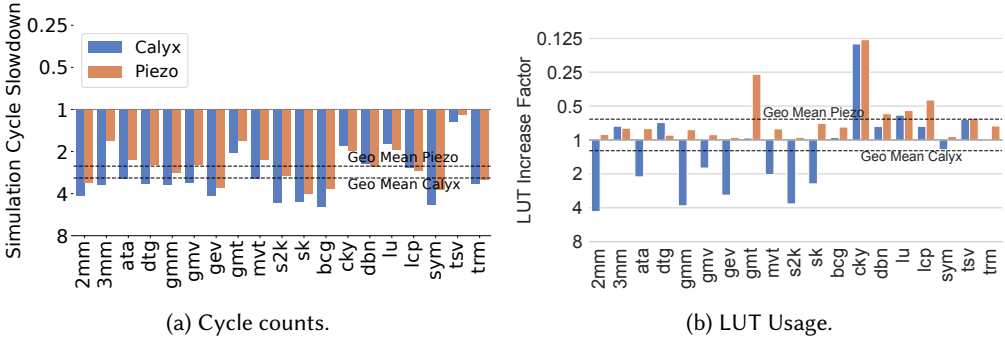 Simulation Cycle Slowdown
0.25
0.5
1
2
4
8
Calyx
Piezo
Geo Mean Piezo
Geo Mean Calyx
2mm
3mm
ata
dtg
gmm
gmv
gev
gmt
mvt
s2k
sk
bcg
cky
dbn
lu
lcp
sym
tsv
trm
(a) Cycle counts.
LUT Increase Factor
0.125
0.25
0.5
1
2
4
8
Geo Mean Piezo
Geo Mean Calyx
2mm
3mm
ata
dtg
gmm
gmv
gev
gmt
mvt
s2k
sk
bcg
cky
dbn
lu
lcp
sym
tsv
trm
(b) LUT Usage.